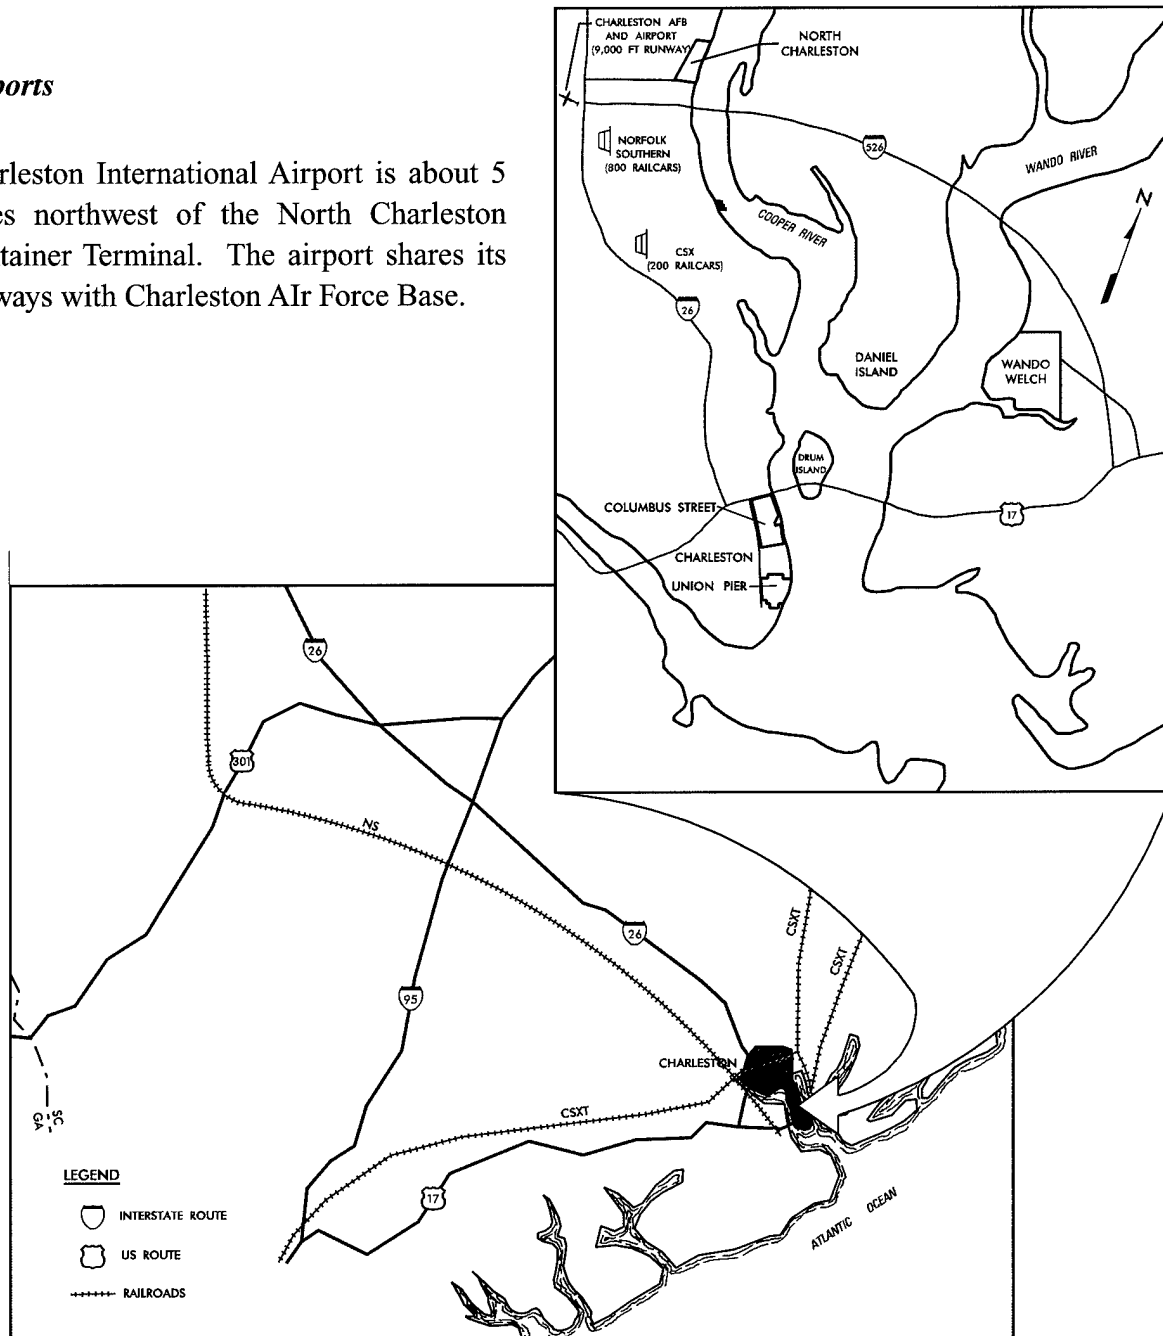 ports
rleston International Airport is about 5
es northwest of the North Charleston
tainer Terminal. The airport shares its
ways with Charleston AIr Force Base.
CHARLESTON AFB
AND AIRPORT
(9,000 FT RUNWAY)
NORTH
CHARLESTON
NORFOLK
SOUTHERN
(800 RAILCARS)
526
WANDO RIVER
N
COOPER RIVER
CSX
(200 RAILCARS)
26
DANIEL
ISLAND
WANDO
WELCH
DRUM
ISLAND
COLUMBUS STREET
17
CHARLESTON
UNION PIER
26
301
NS
26
CSXT
CSXT
95
CHARLESTON
CSXT
SC
GA
17
ATLANTIC OCEAN
LEGEND
INTERSTATE ROUTE
US ROUTE
RAILROADS